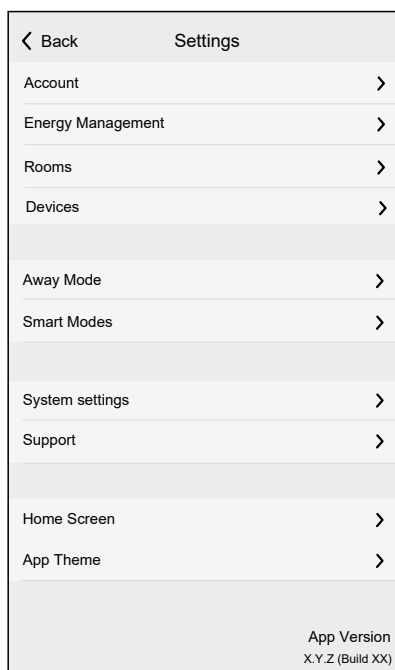 Back Settings
Account
Energy Management
Rooms
Devices
Away Mode
Smart Modes
System settings
Support
Home Screen
App Theme
App Version
X.Y.Z (Build XX)